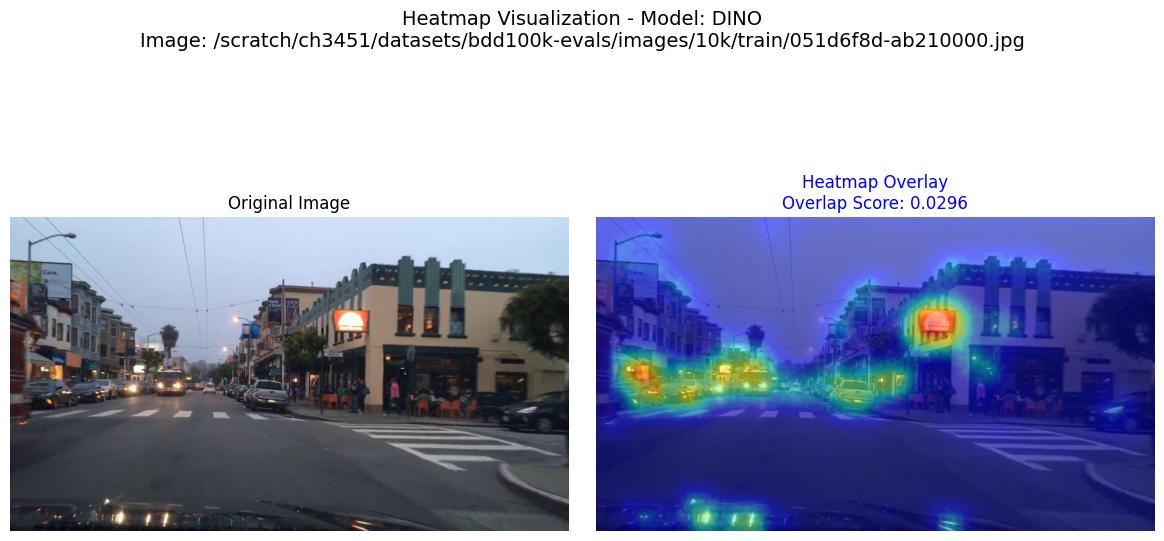 Heatmap Visualization - Model: DINO
Image: /scratch/ch3451/datasets/bdd100k-evals/images/10k/train/051d6f8d-ab210000.jpg
Original Image
Heatmap Overlay
Overlap Score: 0.0296